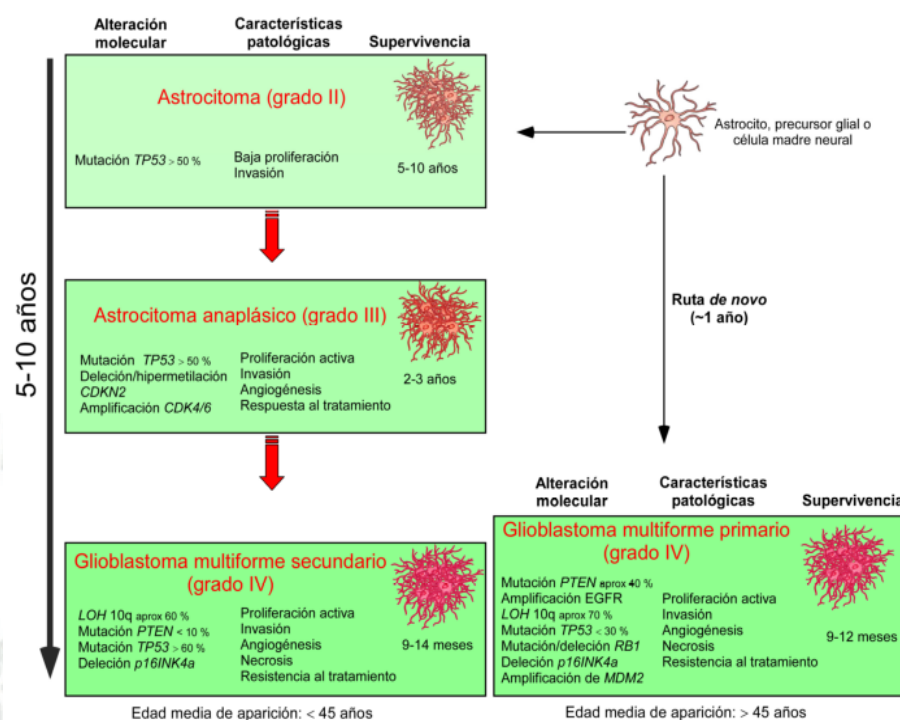 Alteración
molecular
Características
patológicas
Supervivencia
Astrocitoma (grado II)
Mutación TP53 > 50 %
Baja proliferación
Invasión
5-10 años
Astrocito, precursor glial o
célula madre neural
5-10 años
Astrocitoma anaplásico (grado III)
Mutación TP53 > 50 %
Deleción/hipermetilación
CDKN2
Amplificación CDK4/6
Proliferación activa
Invasión
Angiogénesis
Respuesta al tratamiento
2-3 años
Ruta de novo
(~1 año)
Glioblastoma multiforme secundario
(grado IV)
LOH 10q aprox 60 %
Mutación PTEN < 10 %
Mutación TP53 > 60 %
Deleción p16INK4a
Proliferación activa
Invasión
Angiogénesis
Necrosis
Resistencia al tratamiento
9-14 meses
Edad media de aparición: < 45 años
Alteración
molecular
Características
patológicas
Supervivencia
Glioblastoma multiforme primario
(grado IV)
Mutación PTEN aprox 40 %
Amplificación EGFR
LOH 10q aprox 70 %
Mutación TP53 < 30 %
Mutación/deleción RB1
Deleción p16INK4a
Amplificación de MDM2
Proliferación activa
Invasión
Angiogénesis
Necrosis
Resistencia al tratamiento
9-12 meses
Edad media de aparición: > 45 años